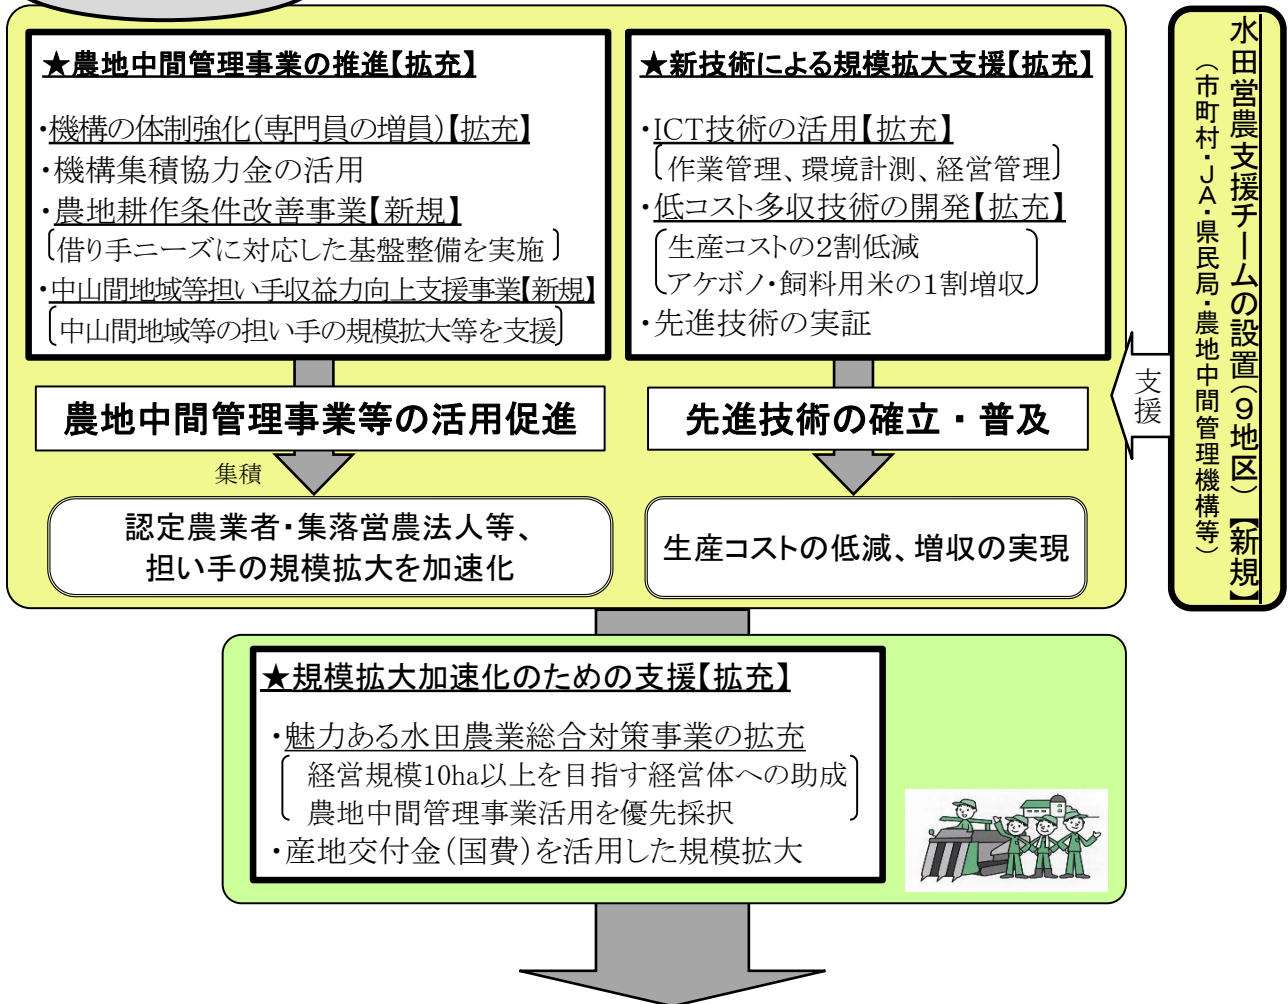 ★農地中間管理事業の推進【拡充】
・機構の体制強化(専門員の増員)【拡充】
・機構集積協力金の活用
・農地耕作条件改善事業【新規】
借り手ニーズに対応した基盤整備を実施
・中山間地域等担い手収益力向上支援事業【新規】
中山間地域等の担い手の規模拡大等を支援
★新技術による規模拡大支援【拡充】
・ICT技術の活用【拡充】
作業管理、環境計測、経営管理
・低コスト多収技術の開発【拡充】
生産コストの2割低減
アケボノ・飼料用米の1割増収
・先進技術の実証
農地中間管理事業等の活用促進
先進技術の確立・普及
集積
認定農業者・集落営農法人等、
担い手の規模拡大を加速化
生産コストの低減、増収の実現
支援
水田営農支援チームの設置(9地区)【新規】
(市町村・JA・県民局・農地中間管理機構等)
★規模拡大加速化のための支援【拡充】
・魅力ある水田農業総合対策事業の拡充
経営規模10ha以上を目指す経営体への助成
農地中間管理事業活用を優先採択
・産地交付金(国費)を活用した規模拡大